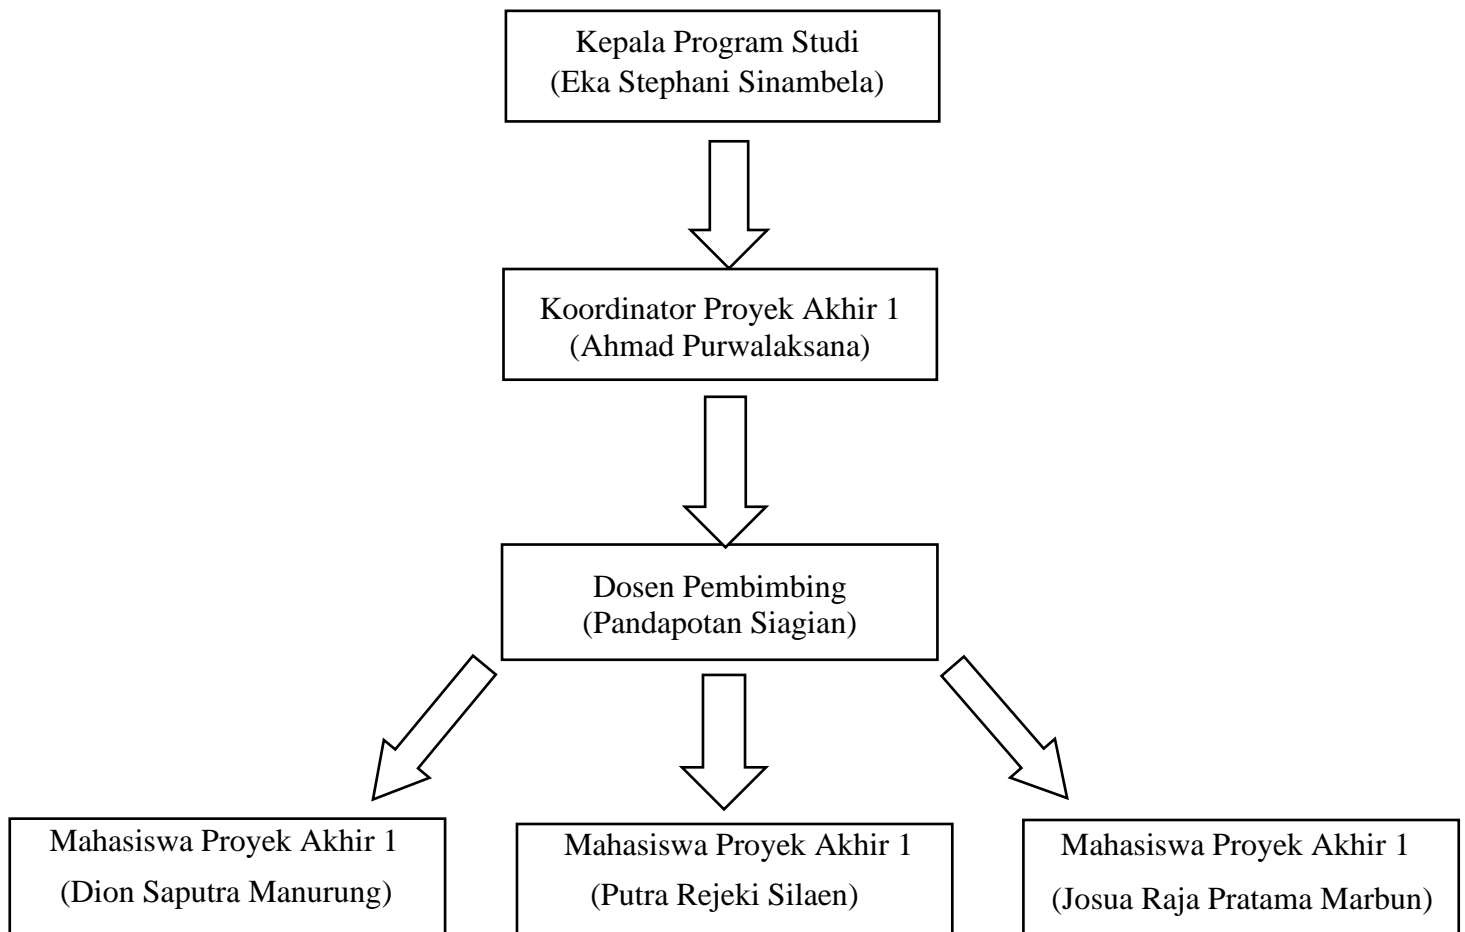 Kepala Program Studi
(Eka Stephani Sinambela)
Koordinator Proyek Akhir 1
(Ahmad Purwalaksana)
Dosen Pembimbing
(Pandapotan Siagian)
Mahasiswa Proyek Akhir 1
(Dion Saputra Manurung)
Mahasiswa Proyek Akhir 1
(Putra Rejeki Silaen)
Mahasiswa Proyek Akhir 1
(Josua Raja Pratama Marbun)